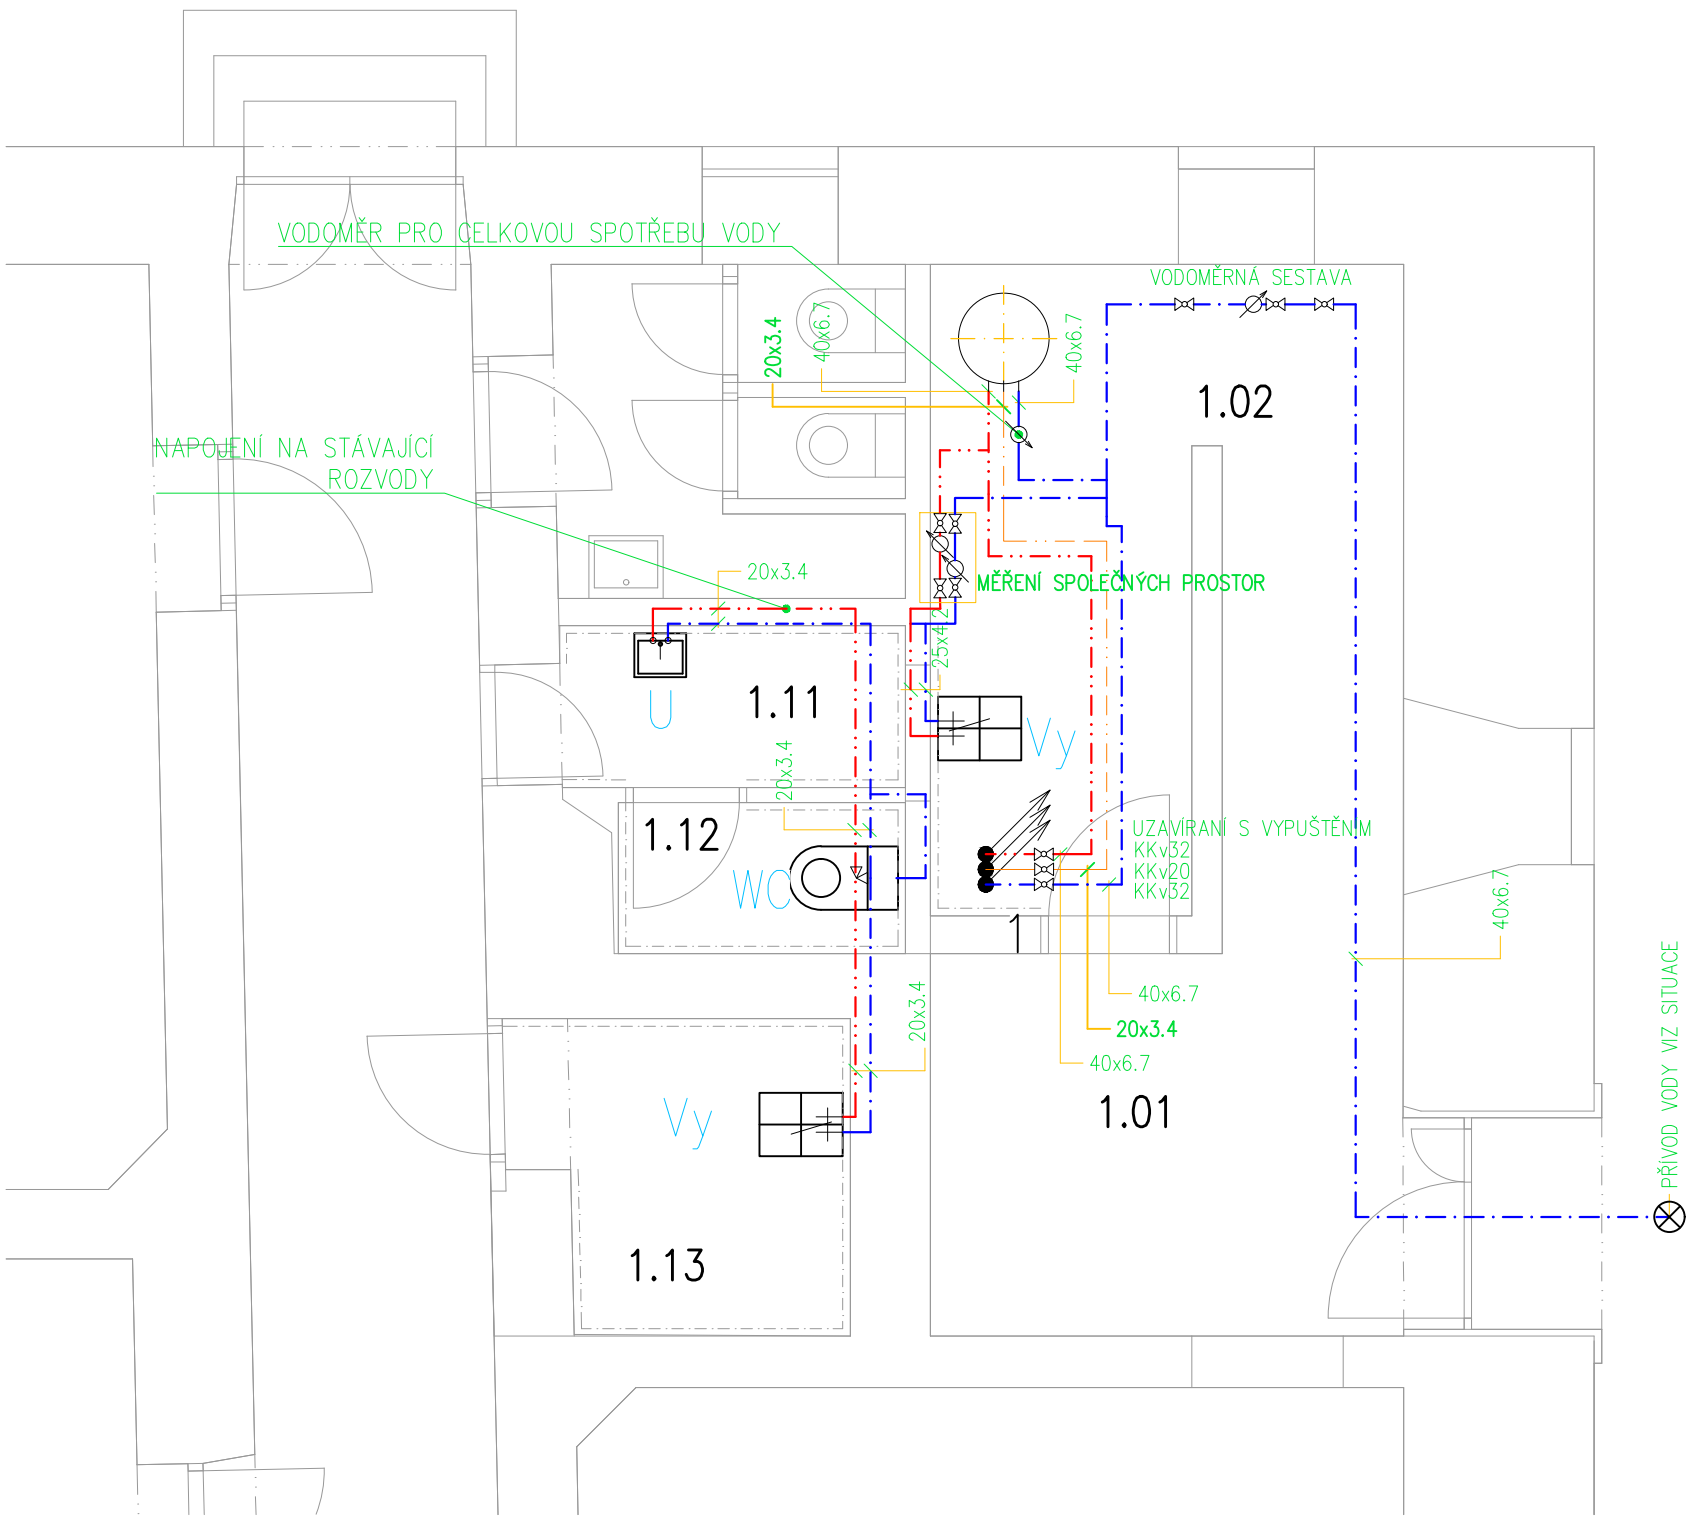 VODOMĚR PRO CELKOVOU SPOTŘEBU VODY
VODOMĚRNÁ SESTAVA
20x3.4
40x6.7
40x6.7
1.02
NAPOJENÍ NA STÁVAJÍCÍ
ROZVODY
20x3.4
MĚŘENÍ SPOLEČNÝCH PROSTOR
25x4.2
U
1.11
Vy
20x3.4
1.12
UZAVÍRANÍ S VYPUŠTĚNIM
KKv32
KKv20
KKv32
WC
40x6.7
1
PŘÍVOD VODY VIZ SITUACE
40x6.7
20x3.4
20x3.4
40x6.7
Vy
1.01
1.13